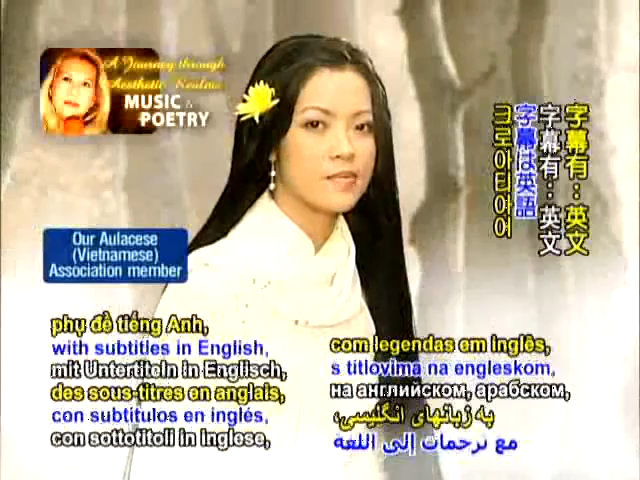 A Journey through
Aesthetic Realms
MUSIC &
POETRY
字幕有：英文
字幕有：英文
字幕は英語
크로아티아어
Our Aulacese
(Vietnamese)
Association member
phụ đề tiếng Anh,
with subtitles in English,
mit Untertiteln in Englisch,
des sous-titres en anglais,
con subtitulos en inglés,
con sottotitoli in Inglese,
com legendas em inglês,
s titlovima na engleskom,
на английском, арабском,
به زبانهای انگلیسی،
مع ترجمات إلى اللغة